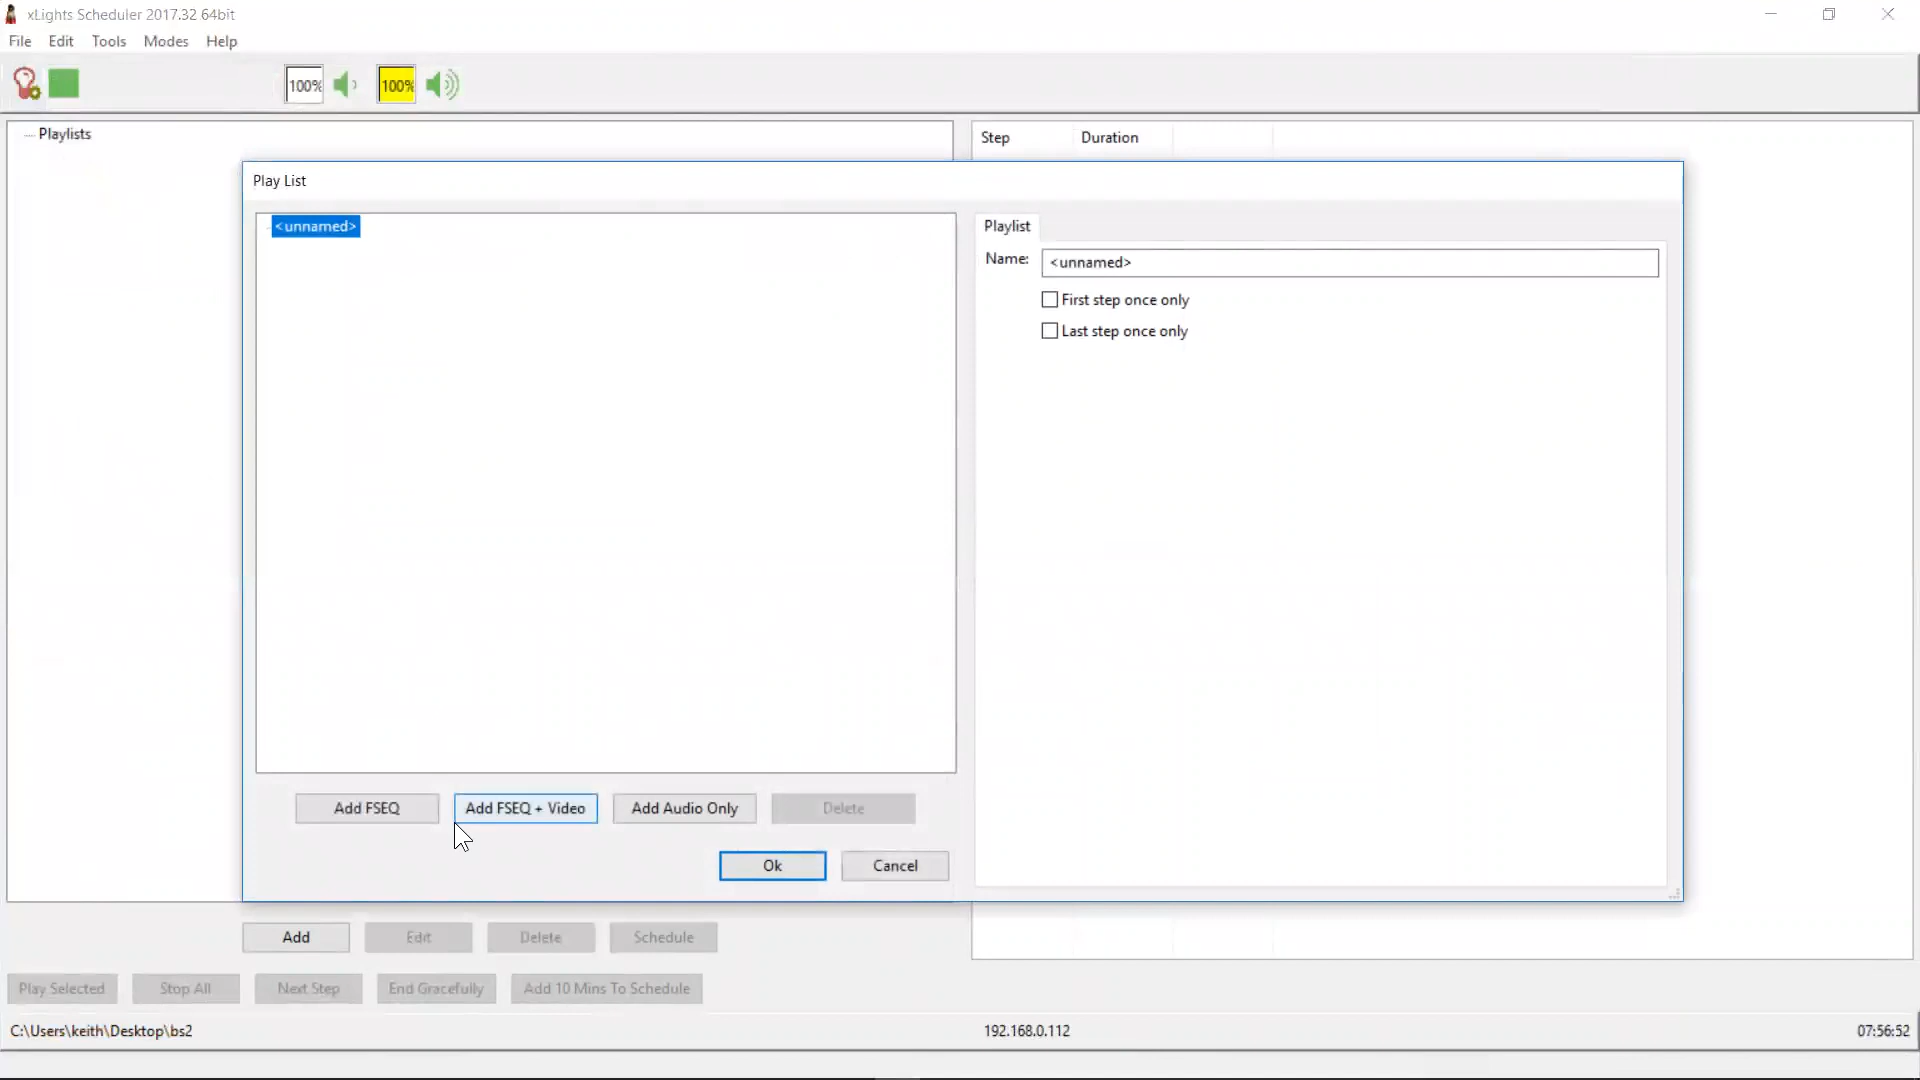 xLights Scheduler 2017.32 64bit
File Edit Tools Modes Help
100% 100%
Playlists
Step Duration
Play List
<unnamed>
Playlist
Name: <unnamed>
First step once only
Last step once only
Add FSEQ Add FSEQ + Video Add Audio Only Delete
Ok Cancel
Add Edit Delete Schedule
Play Selected Stop All Next Step End Gracefully Add 10 Mins To Schedule
C:\Users\keith\Desktop\bs2 192.168.0.112 07:56:52